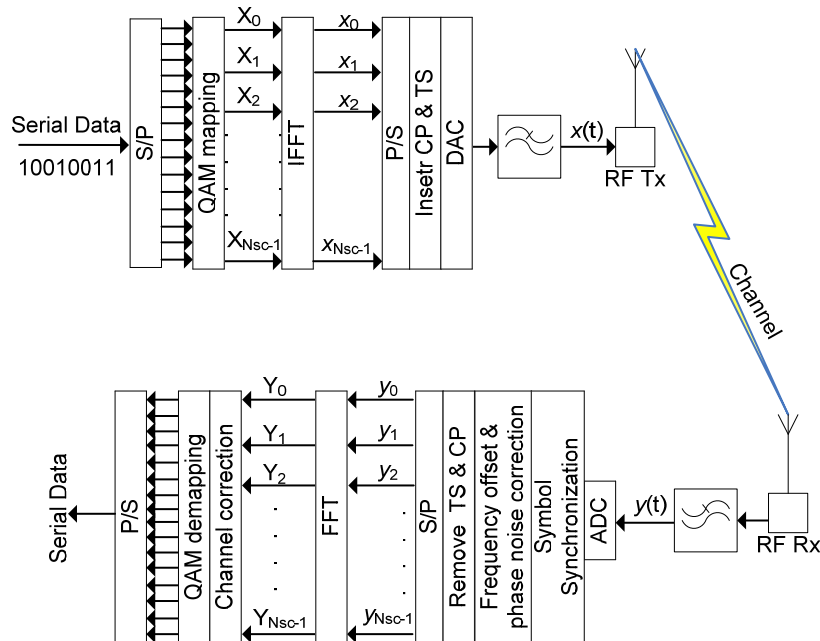 Serial Data
10010011
S/P
QAM mapping
X0
X1
X2
XNsc-1
IFFT
x0
x1
x2
xNsc-1
P/S
Insetr CP & TS
DAC
x(t)
RF Tx
Channel
Serial Data
P/S
QAM demapping
Channel correction
Y0
Y1
Y2
YNsc-1
FFT
y0
y1
y2
yNsc-1
S/P
Remove TS & CP
Frequency offset &
phase noise correction
Symbol
Synchronization
ADC
y(t)
RF Rx